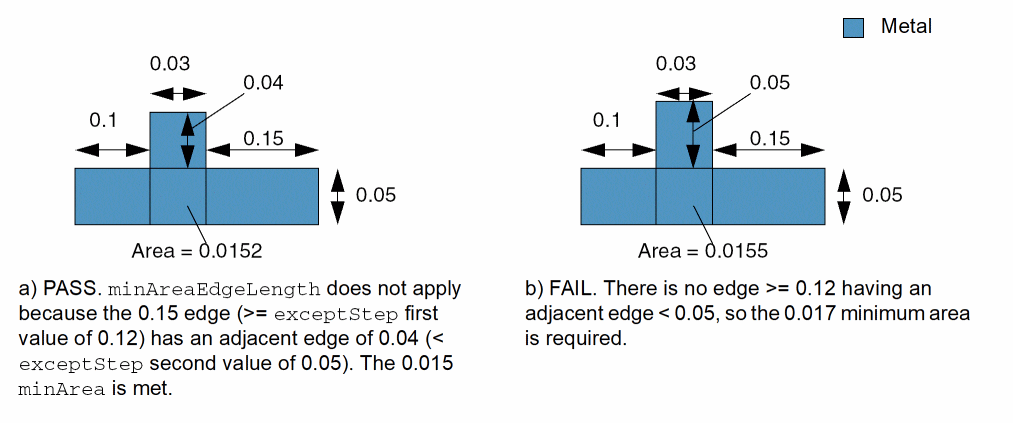 Metal
0.03
0.04
0.1
0.15
0.05
Area = 0.0152
0.03
0.05
0.1
0.15
0.05
Area = 0.0155
a) PASS. minAreaEdgeLength does not apply
because the 0.15 edge (>= exceptStep first
value of 0.12) has an adjacent edge of 0.04 (<
exceptStep second value of 0.05). The 0.015
minArea is met.
b) FAIL. There is no edge >= 0.12 having an
adjacent edge < 0.05, so the 0.017 minimum area
is required.